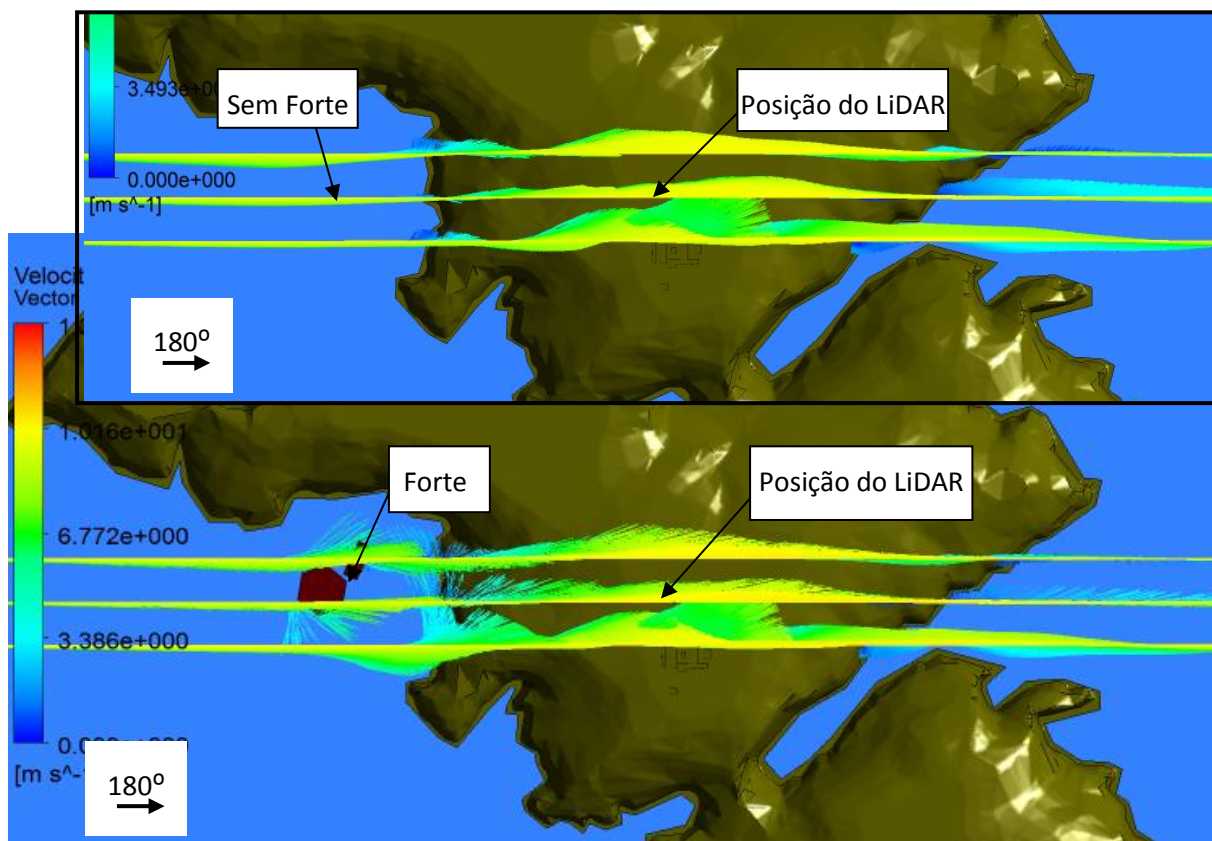 3.493e+00
Sem Forte
Posição do LiDAR
0.000e+000
[m s^-1]
180º
Velocit
Vector
1.016e+001
Forte
Posição do LiDAR
6.772e+000
3.386e+000
[m s^-1
180º